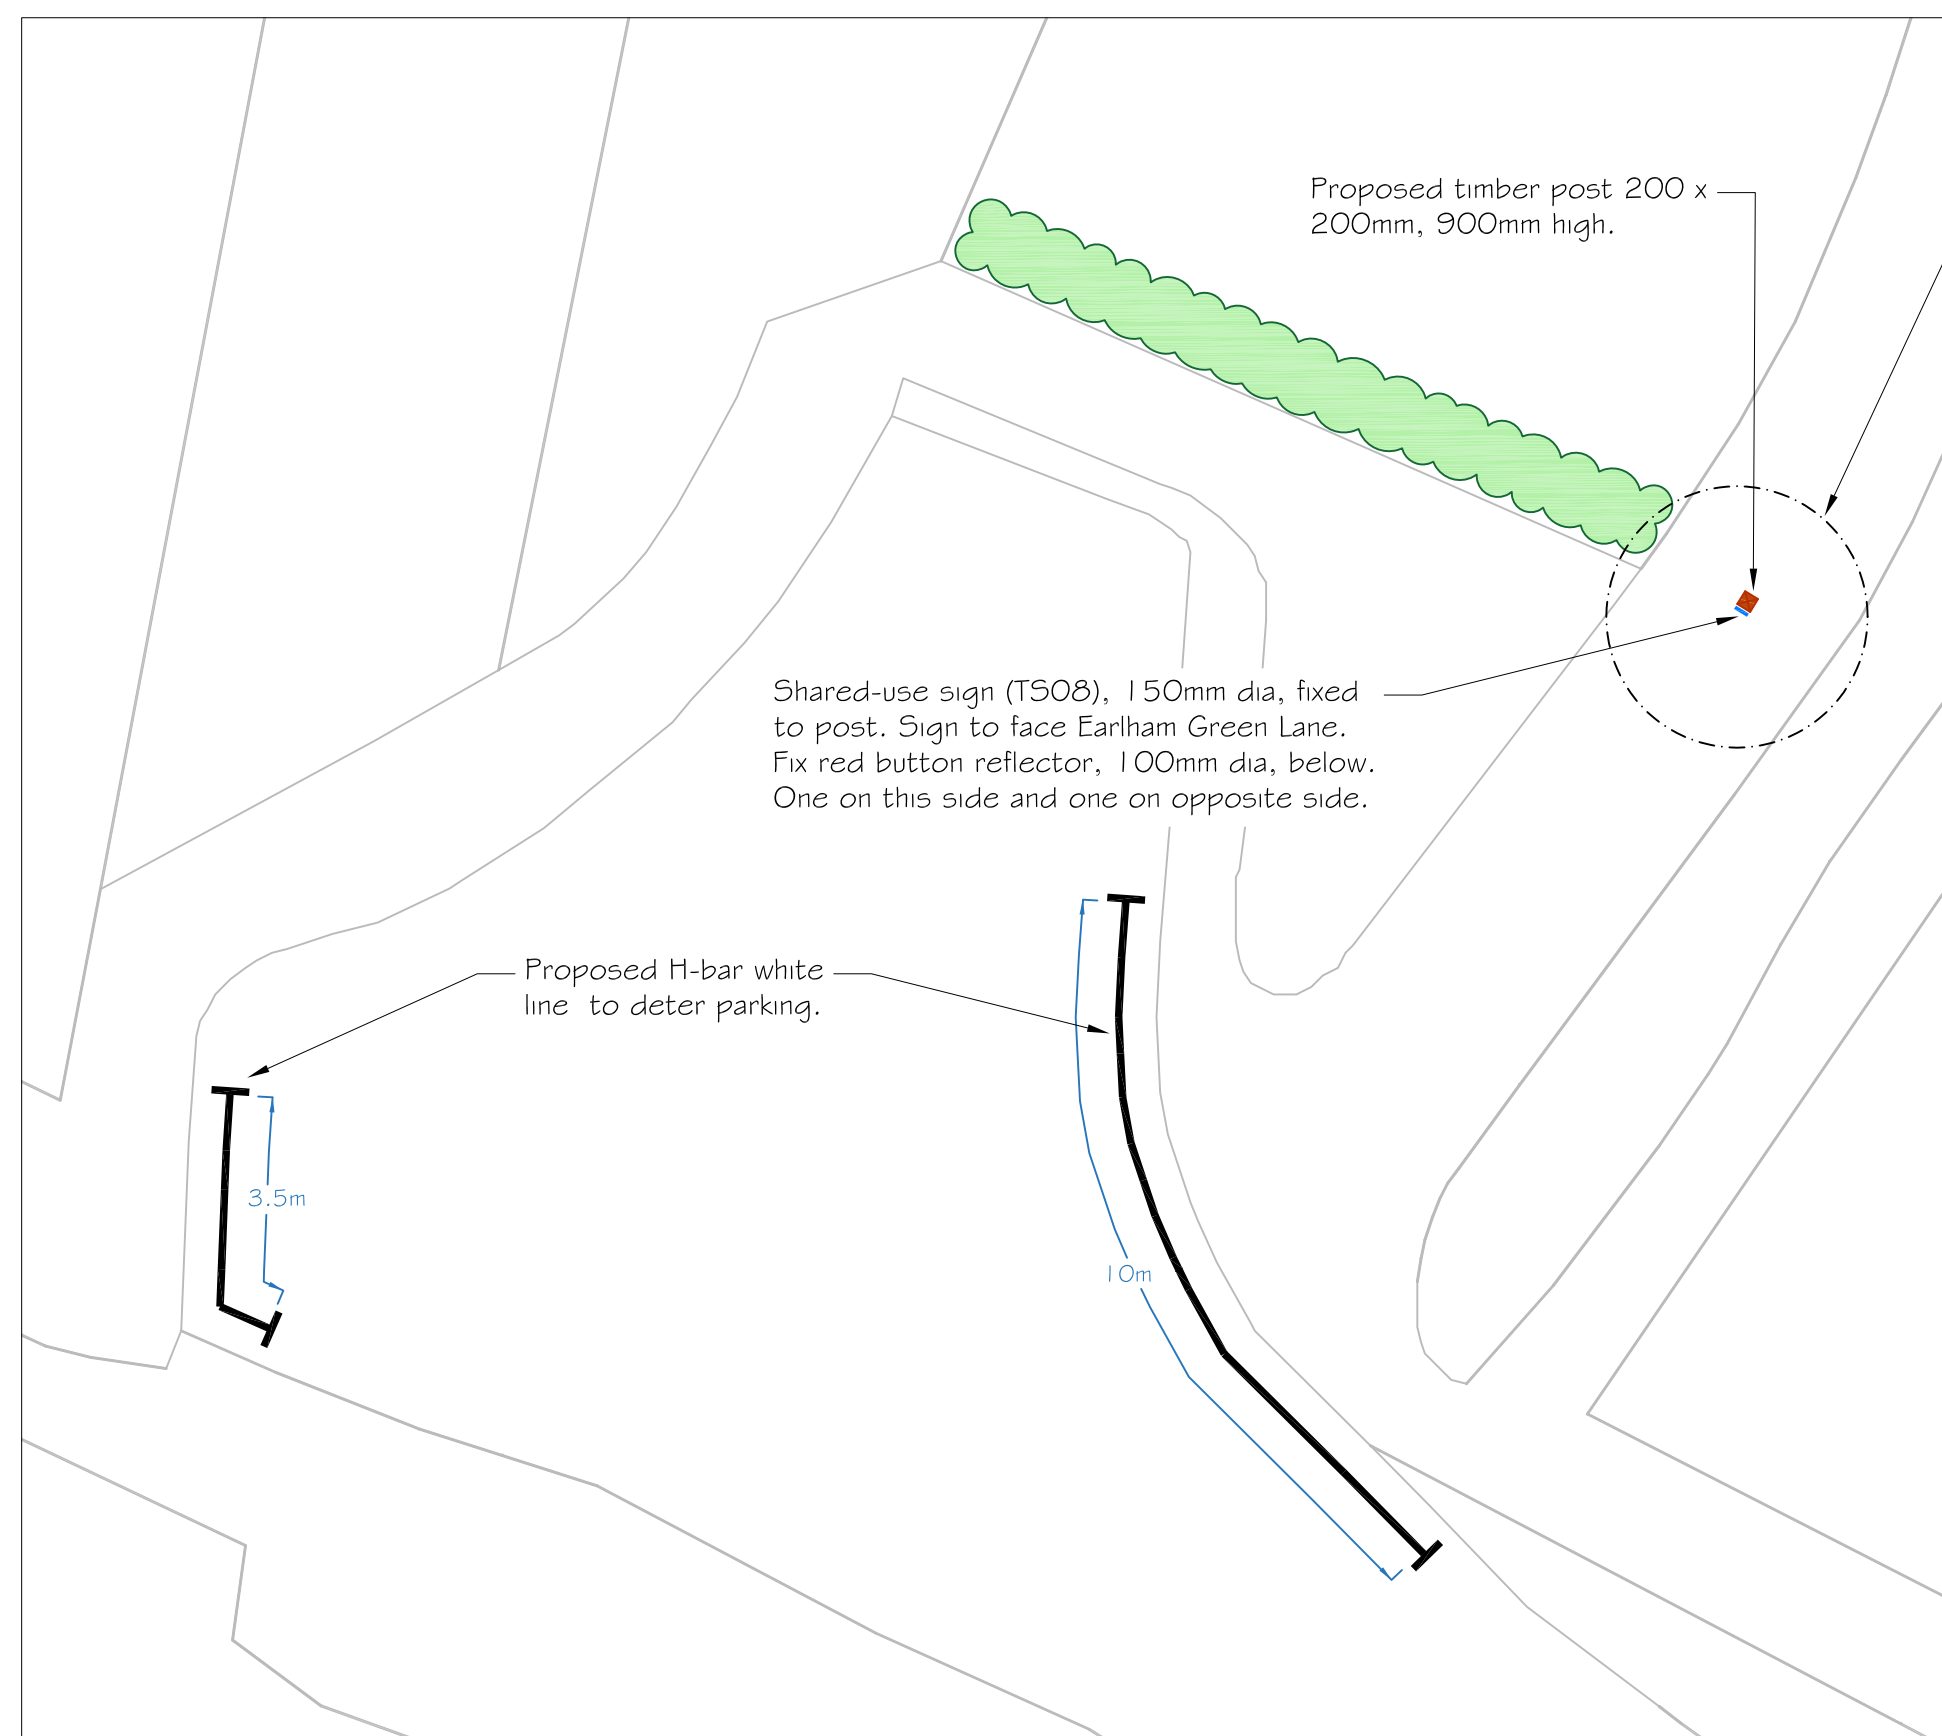 Proposed timber post 200 x
200mm, 900mm high.
Shared-use sign (TS08), 150mm dia, fixed
to post. Sign to face Earlham Green Lane.
Fix red button reflector, 100mm dia, below.
One on this side and one on opposite side.
Proposed H-bar white
line to deter parking.
3.5m
10m